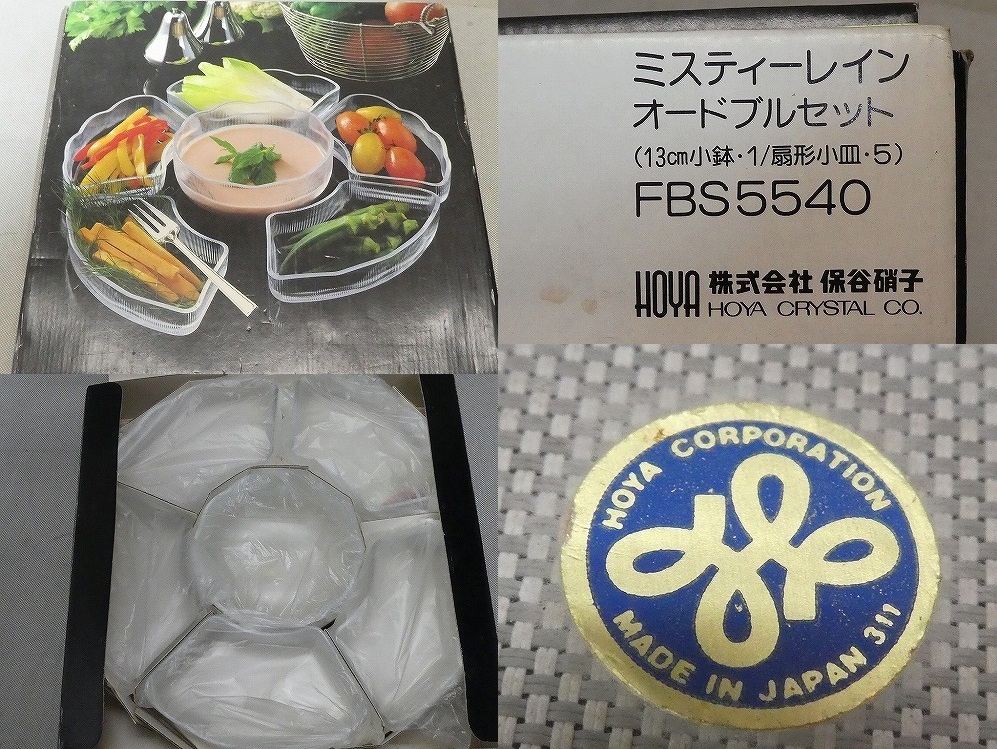 ミスティーレイン
オードブルセット
(13cm小鉢・1/扇形小皿・5)
FBS5540
HOYA 株式会社 保谷硝子
HOYA CRYSTAL CO.
HOYA CORPORATION
MADE IN JAPAN 311